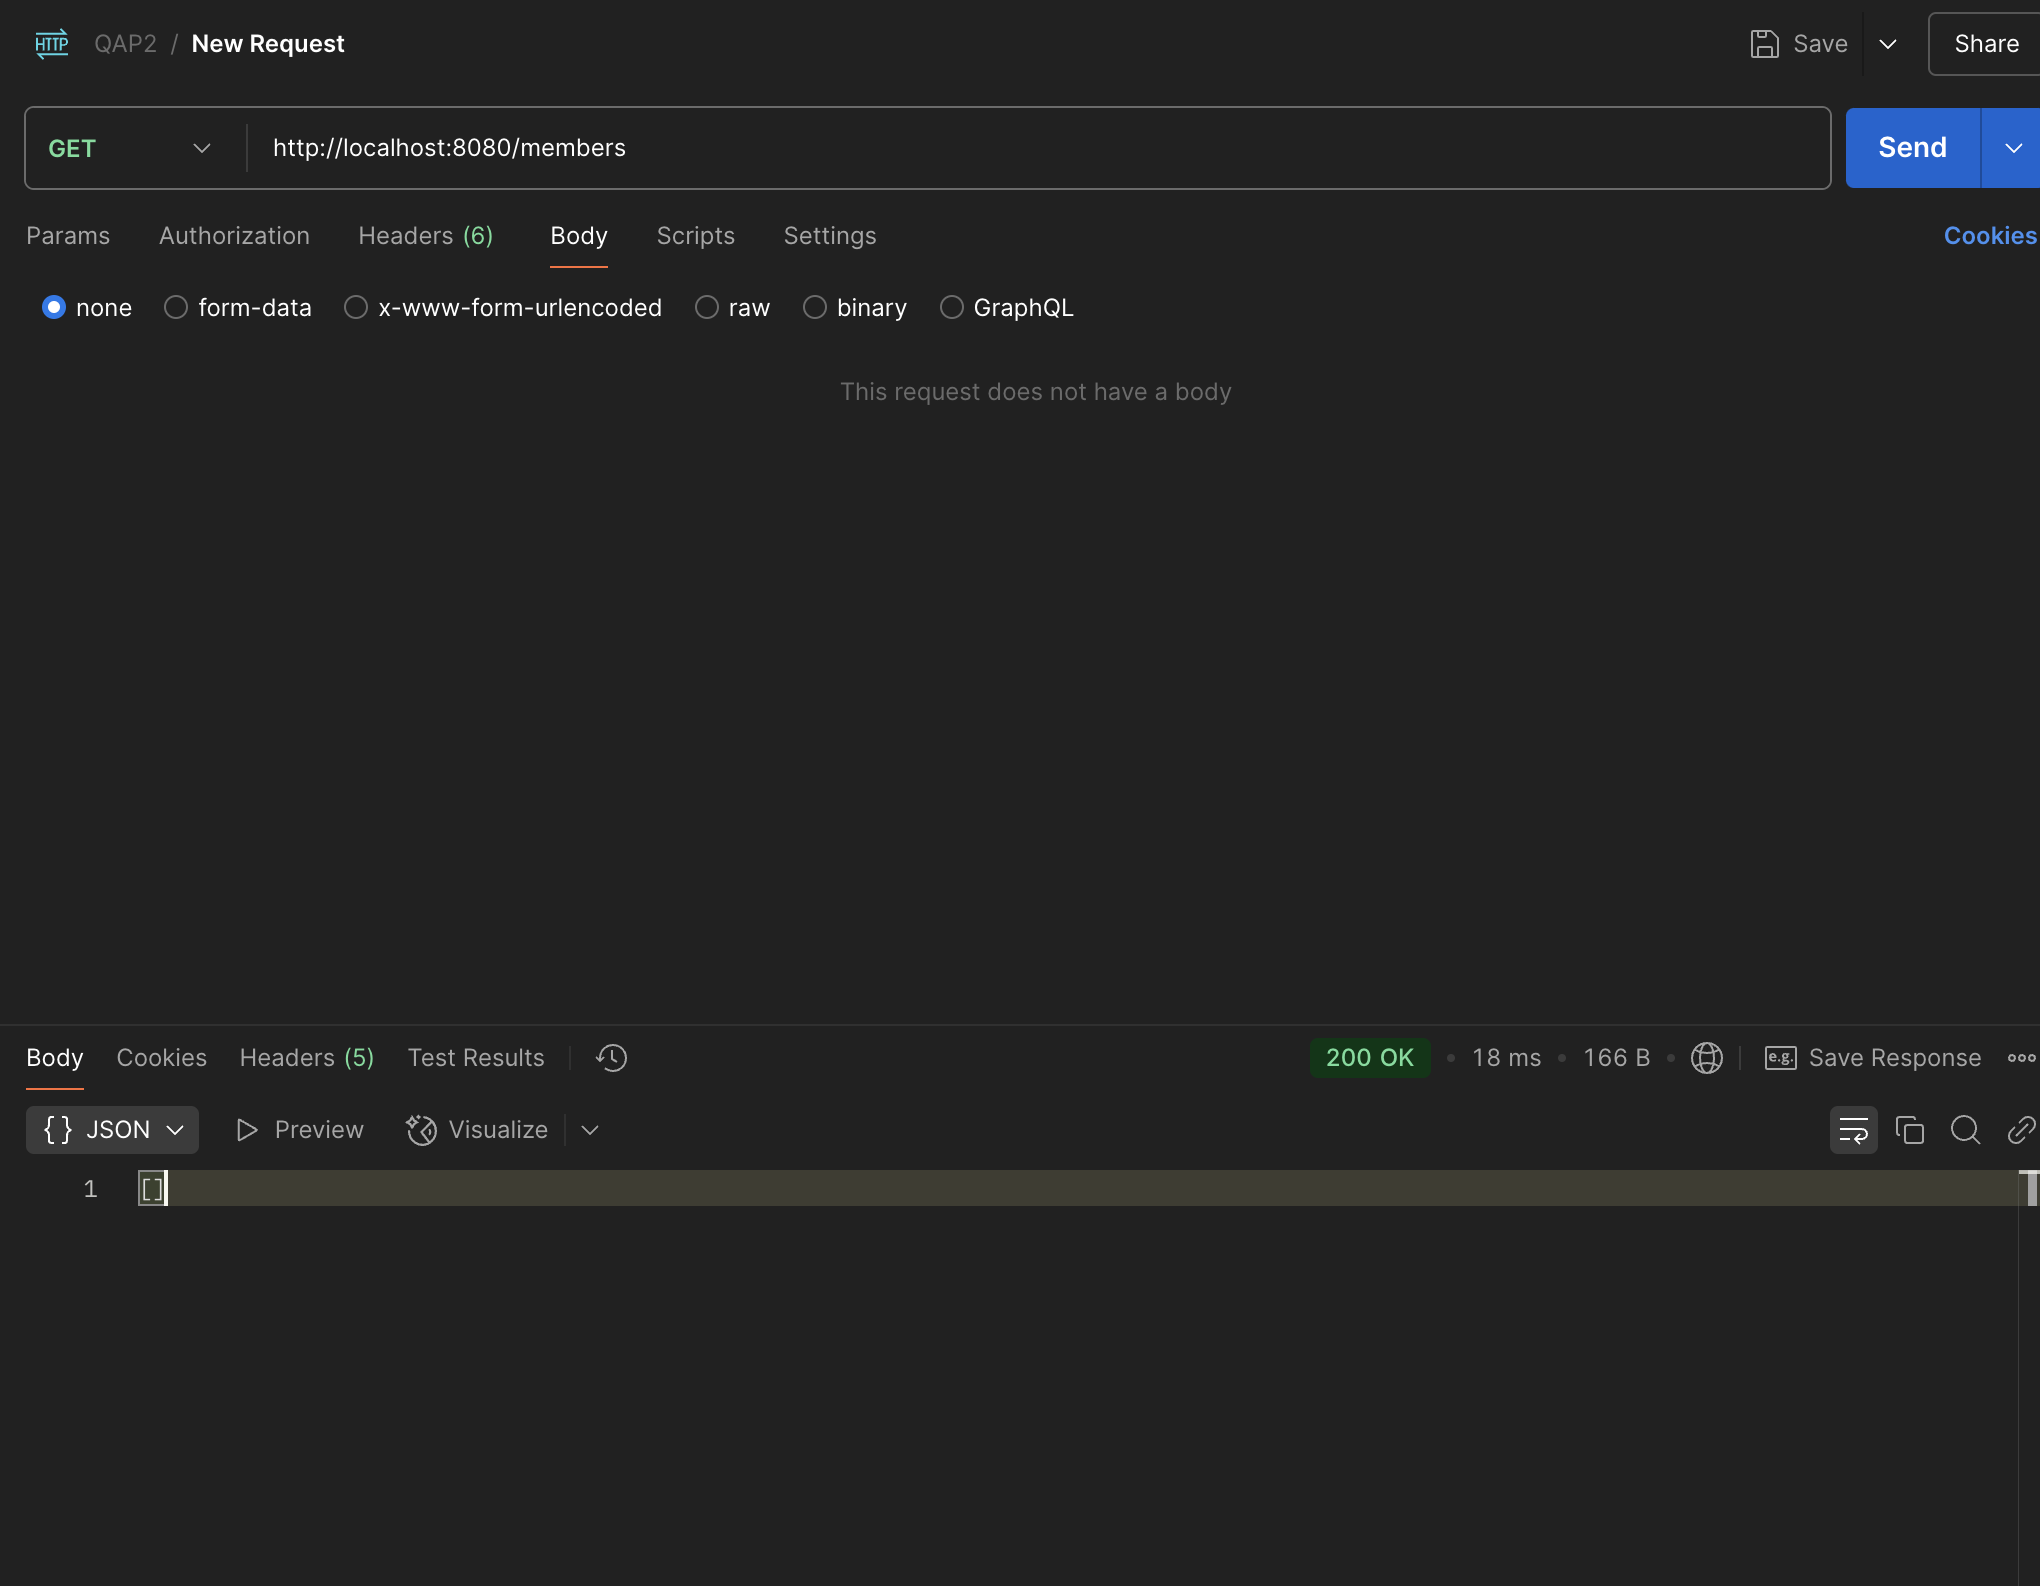 HTTP QAP2 / New Request Save Share
GET http://localhost:8080/members Send
Params Authorization Headers (6) Body Scripts Settings Cookies
none form-data x-www-form-urlencoded raw binary GraphQL
This request does not have a body
Body Cookies Headers (5) Test Results 200 OK • 18 ms • 166 B • e.g. Save Response
{} JSON Preview Visualize
1 []